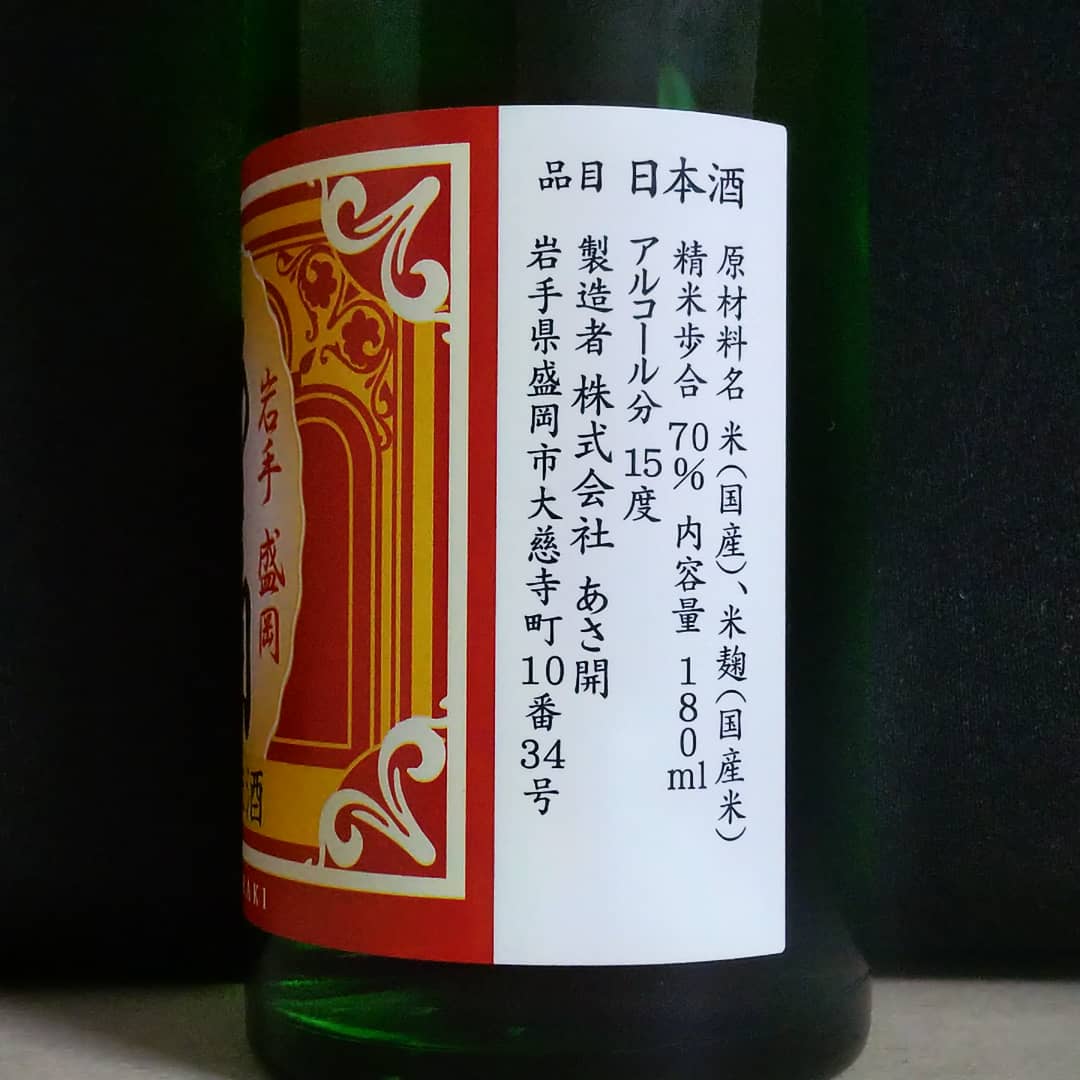 品目 日本酒
原材料名 米（国産）、米麹（国産米）
精米歩合 70% 内容量 180ml
アルコール分 15度
製造者 株式会社 あさ開
岩手県盛岡市大慈寺町10番34号
岩手 盛岡
酒
AKI